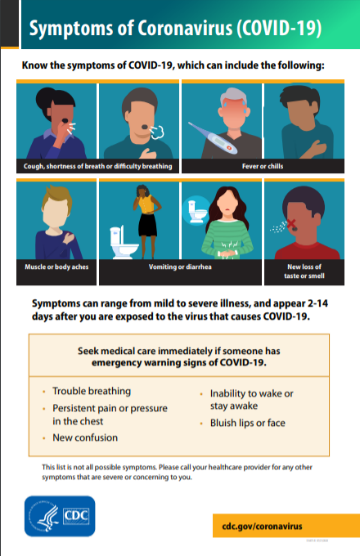 Symptoms of Coronavirus (COVID-19)
Know the symptoms of COVID-19, which can include the following:
Cough, shortness of breath or difficulty breathing
Fever or chills
Muscle or body aches
Vomiting or diarrhea
New loss of
taste or smell
Symptoms can range from mild to severe illness, and appear 2-14
days after you are exposed to the virus that causes COVID-19.
Seek medical care immediately if someone has
emergency warning signs of COVID-19.
• Trouble breathing
• Persistent pain or pressure
in the chest
• New confusion
• Inability to wake or
stay awake
• Bluish lips or face
This list is not all possible symptoms. Please call your healthcare provider for any other
symptoms that are severe or concerning to you.
CDC
cdc.gov/coronavirus